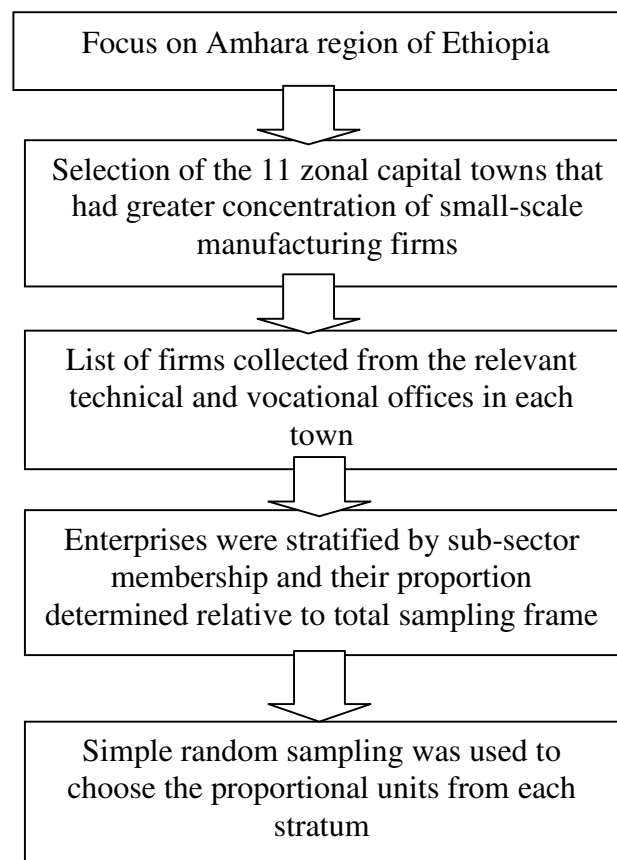 Focus on Amhara region of Ethiopia
Selection of the 11 zonal capital towns that
had greater concentration of small-scale
manufacturing firms
List of firms collected from the relevant
technical and vocational offices in each
town
Enterprises were stratified by sub-sector
membership and their proportion
determined relative to total sampling frame
Simple random sampling was used to
choose the proportional units from each
stratum